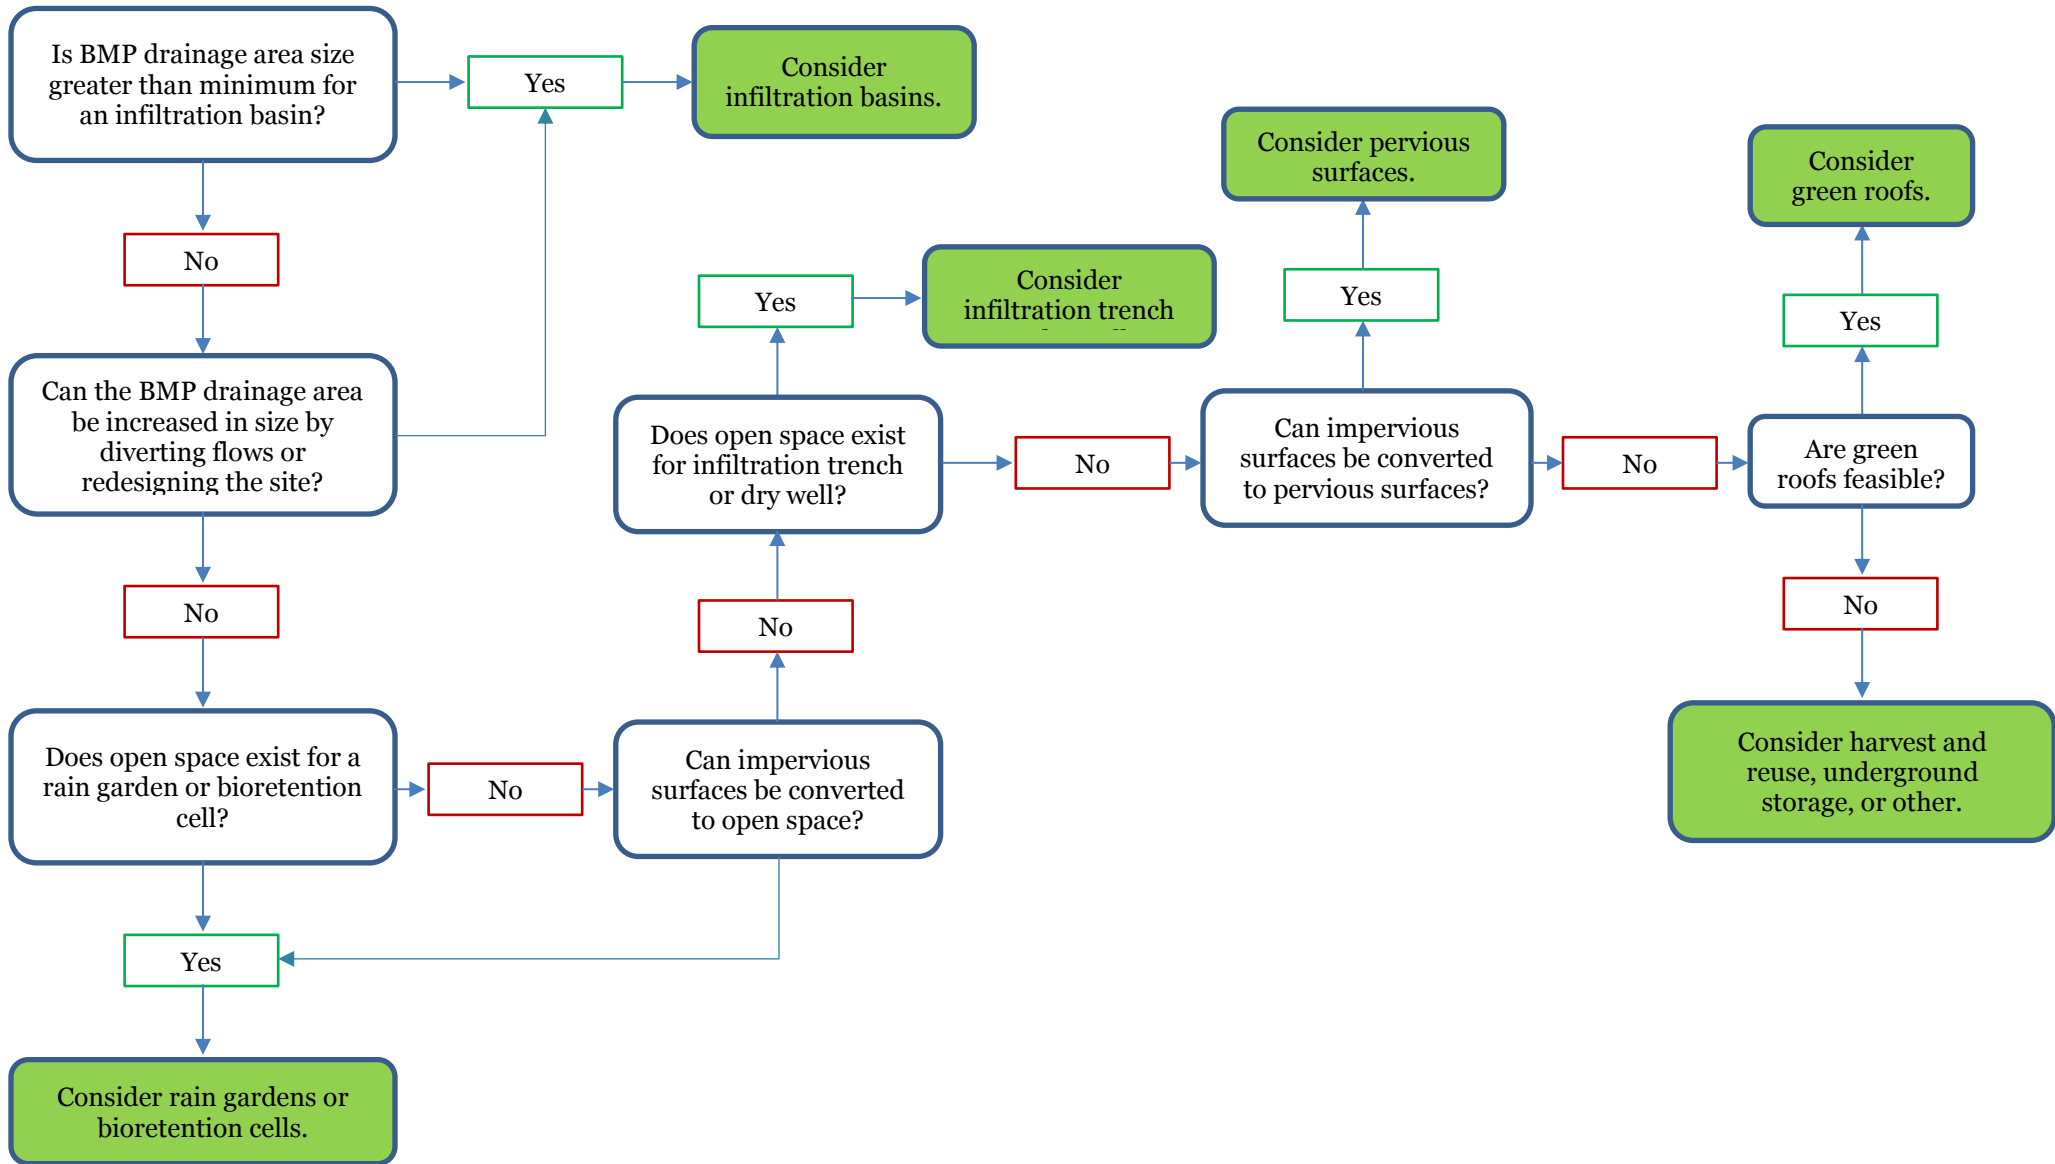 Is BMP drainage area size
greater than minimum for
an infiltration basin?
Yes
Consider
infiltration basins.
No
Can the BMP drainage area
be increased in size by
diverting flows or
redesigning the site?
No
Does open space exist for a
rain garden or bioretention
cell?
No
Can impervious
surfaces be converted
to open space?
Yes
Consider rain gardens or
bioretention cells.
No
Does open space exist
for infiltration trench
or dry well?
Yes
Consider
infiltration trench
No
Can impervious
surfaces be converted
to pervious surfaces?
Yes
Consider pervious
surfaces.
No
Are green
roofs feasible?
Yes
Consider
green roofs.
No
Consider harvest and
reuse, underground
storage, or other.